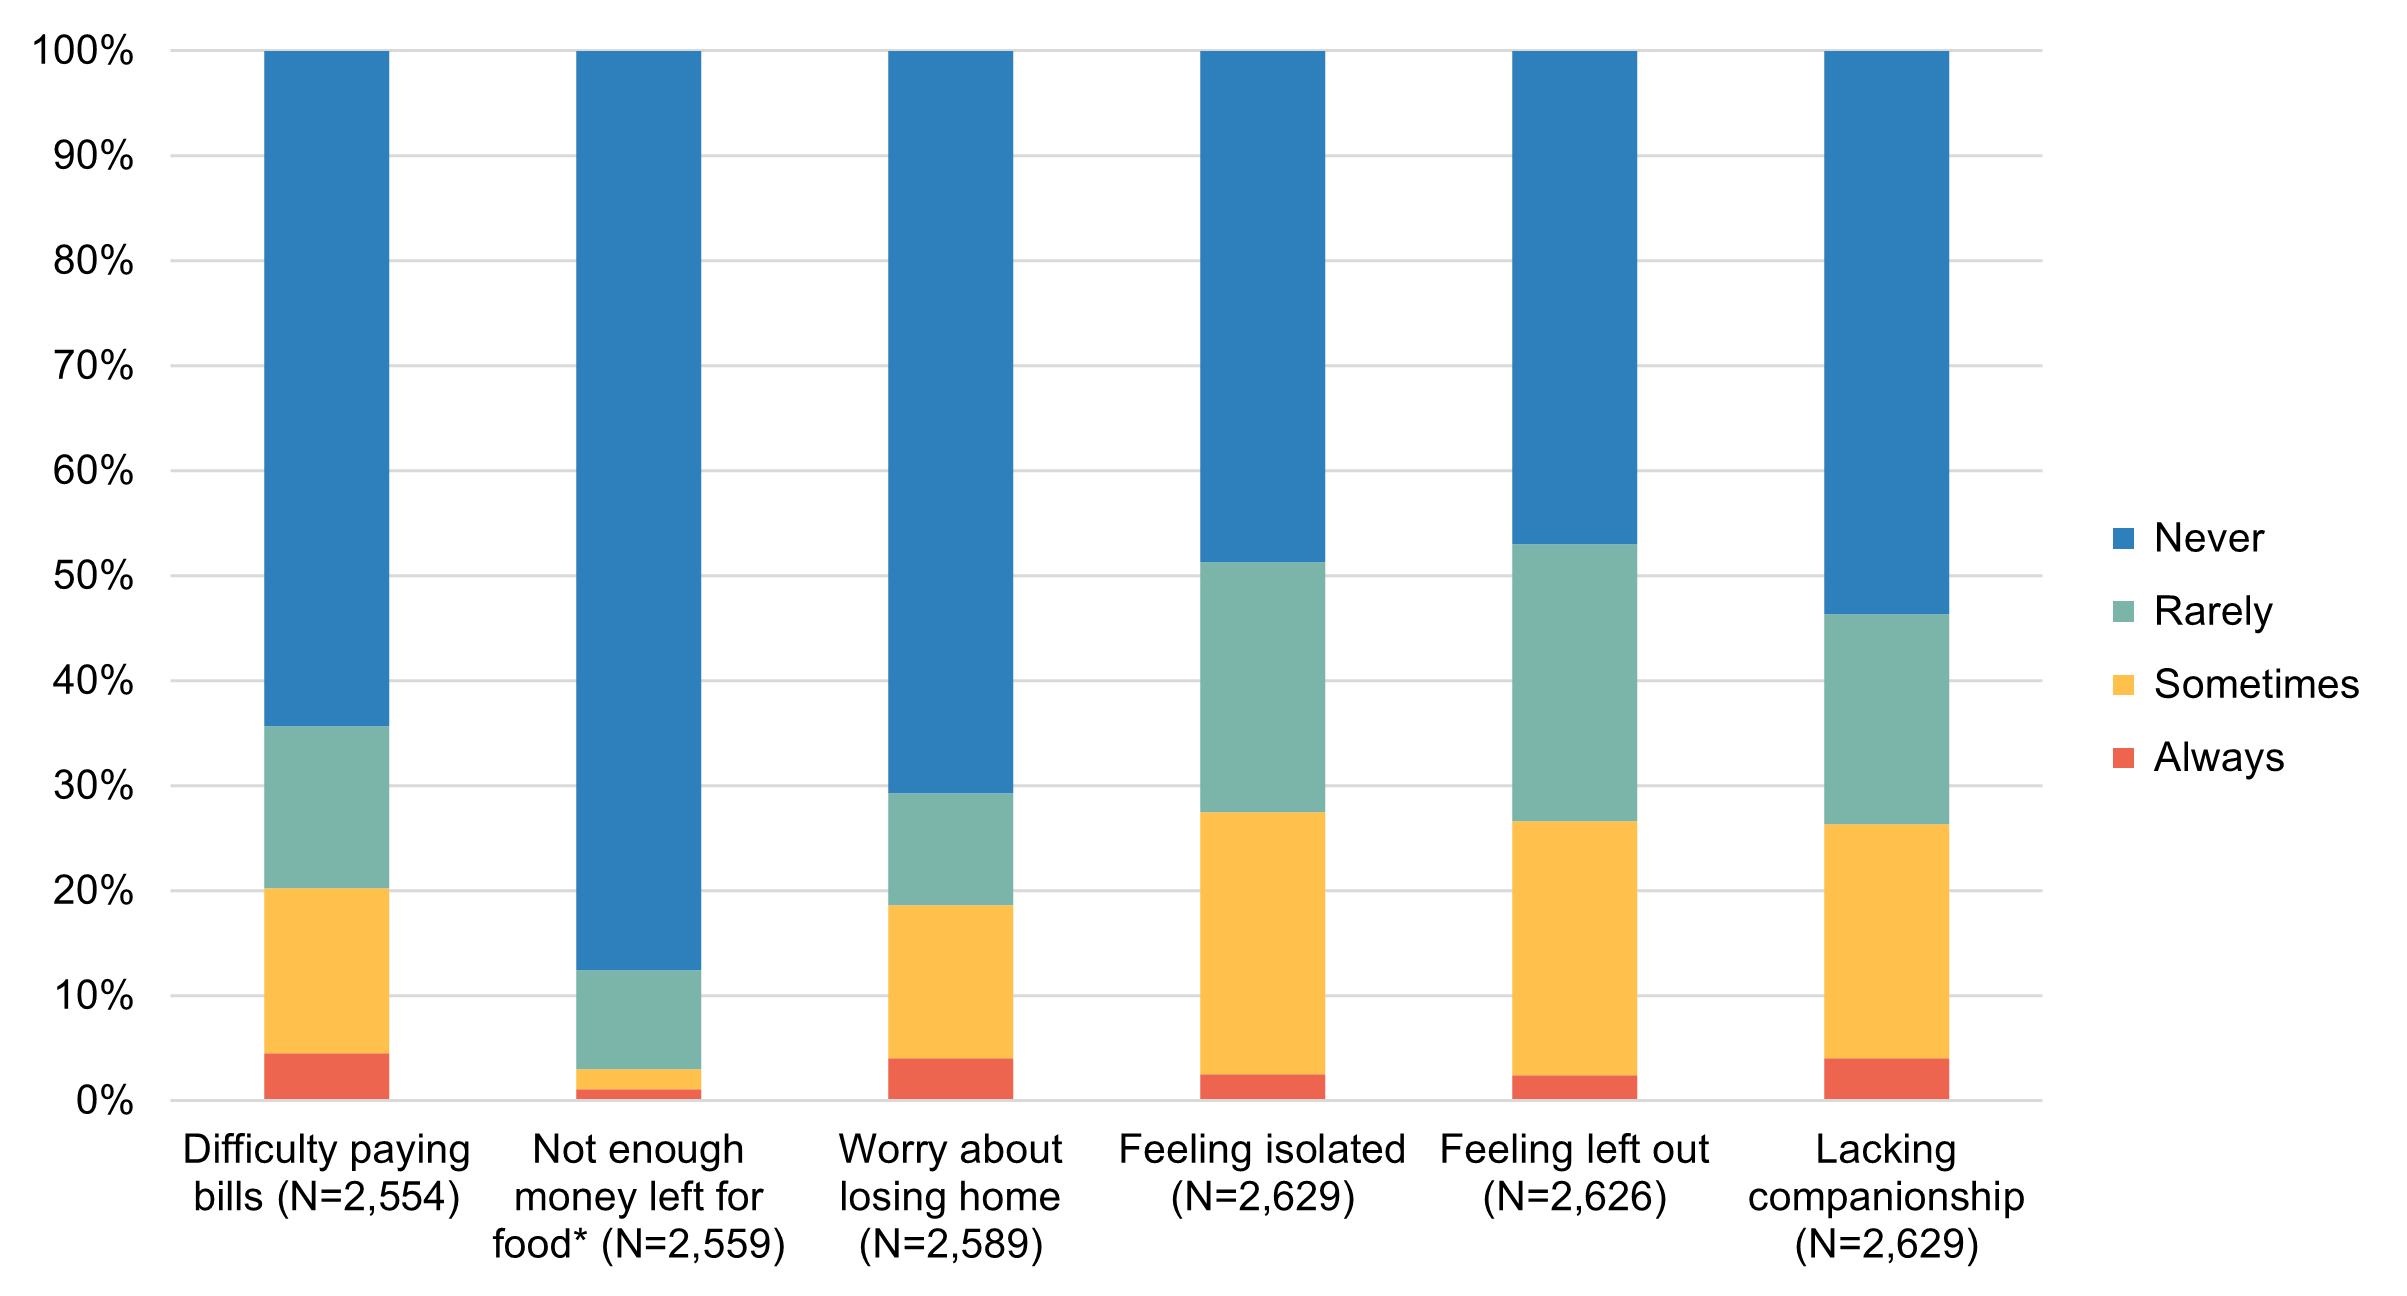 100%
90%
80%
70%
60%
50%
40%
30%
20%
10%
0%
Difficulty paying
bills (N=2,554)
Not enough
money left for
food* (N=2,559)
Worry about
losing home
(N=2,589)
Feeling isolated
(N=2,629)
Feeling left out
(N=2,626)
Lacking
companionship
(N=2,629)
Never
Rarely
Sometimes
Always